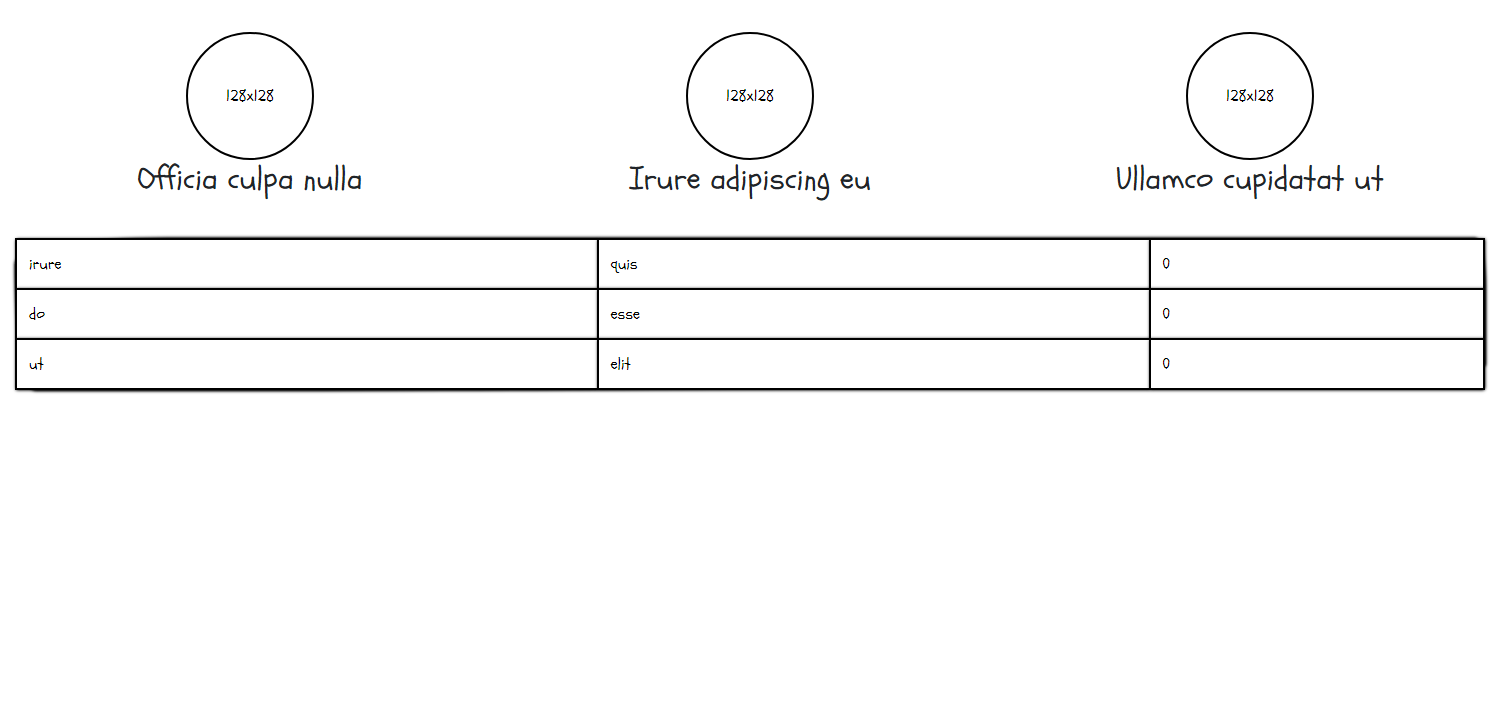 128x128 128x128 128x128
Officia culpa nulla Irure adipiscing eu Ullamco cupidatat ut
irure quis 0
do esse 0
ut elit 0